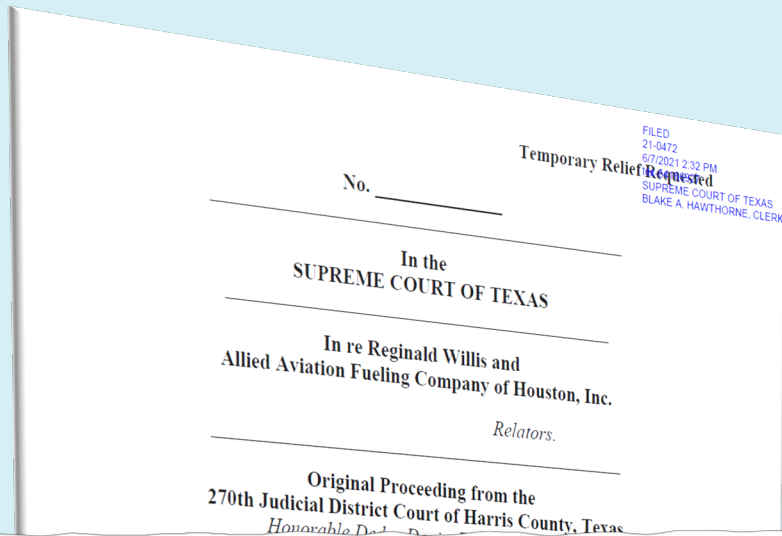 FILED
21-0472
6/7/2021 2:32 PM
SUPREME COURT OF TEXAS
BLAKE A. HAWTHORNE, CLERK
Temporary Relief Requested
No.
In the
SUPREME COURT OF TEXAS
In re Reginald Willis and
Allied Aviation Fueling Company of Houston, Inc.
Relators.
Original Proceeding from the
270th Judicial District Court of Harris County, Texas
Honorable